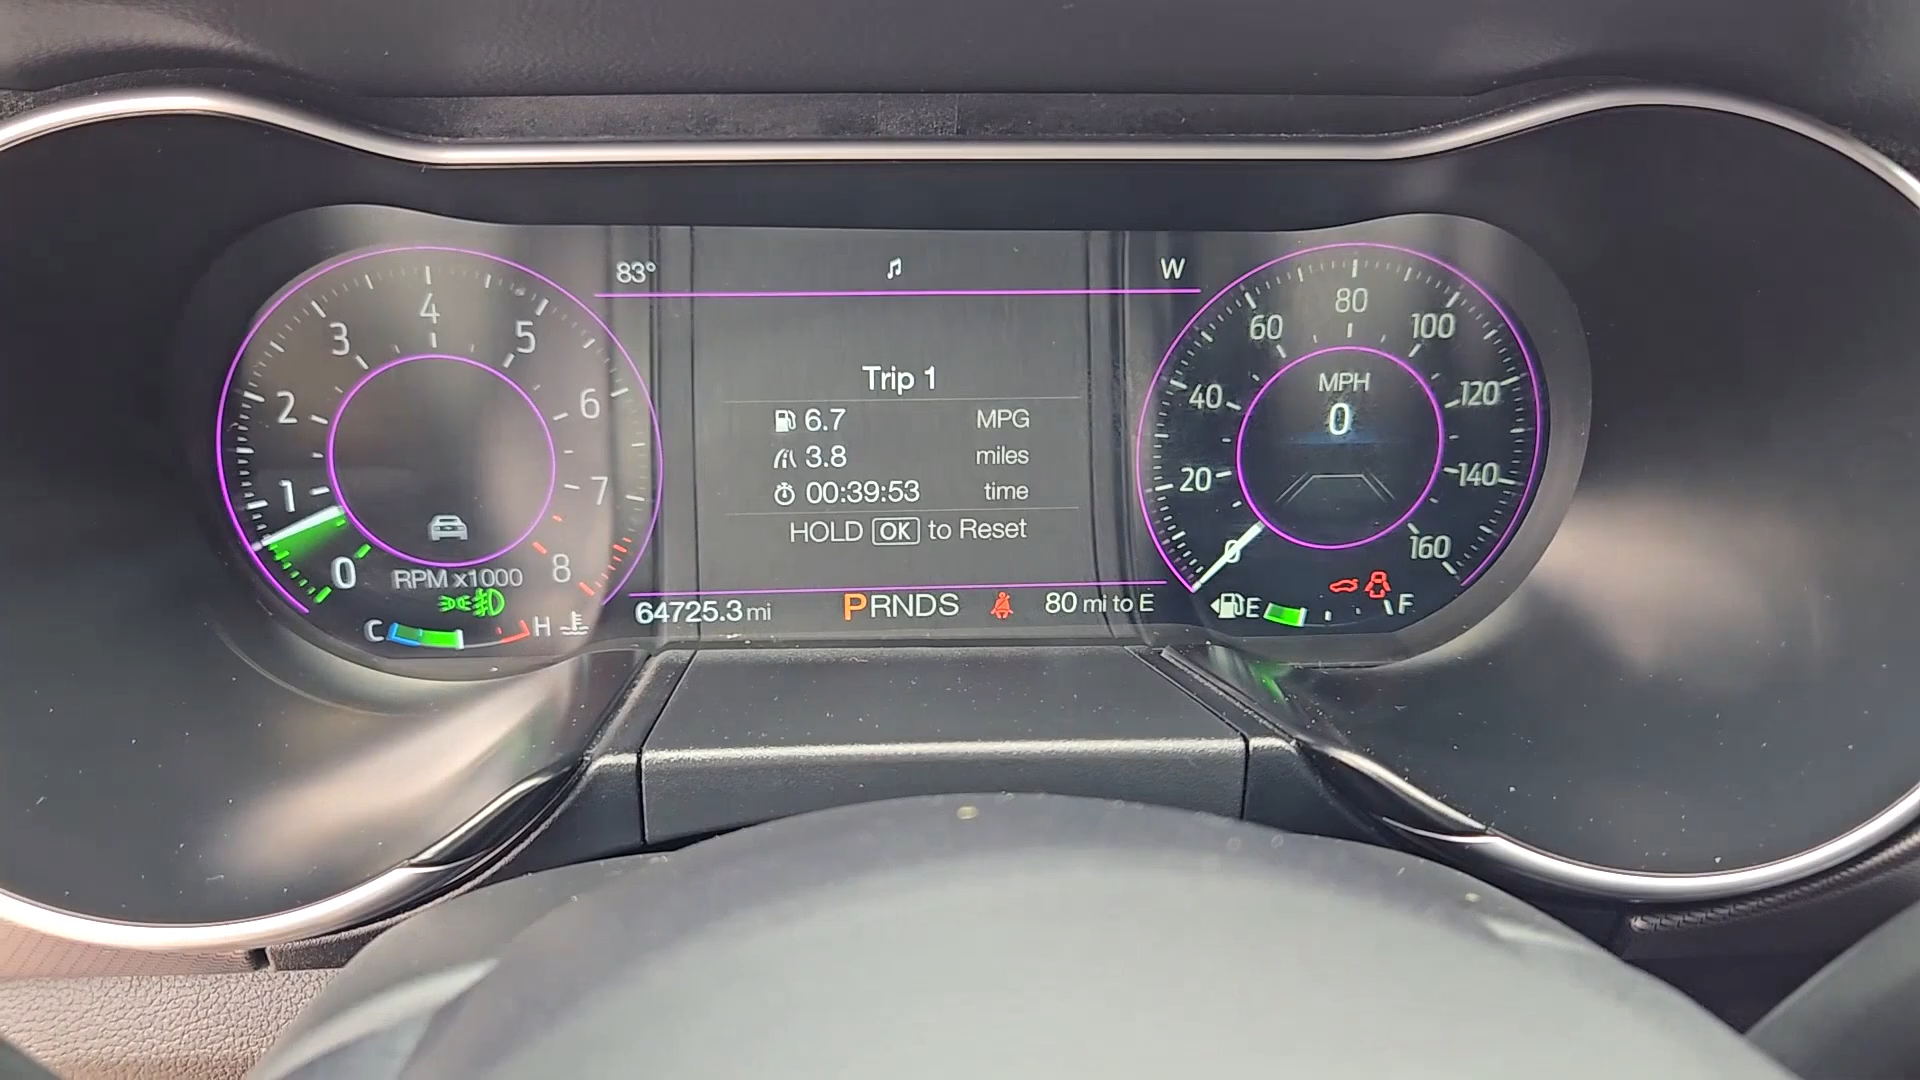 83°
W
0
1
2
3
4
5
6
7
8
RPM x1000
C
H
Trip 1
6.7 MPG
3.8 miles
00:39:53 time
HOLD OK to Reset
64725.3 mi
PRNDS
80 mi to E
0
20
40
60
80
100
120
140
160
MPH
0
E
F